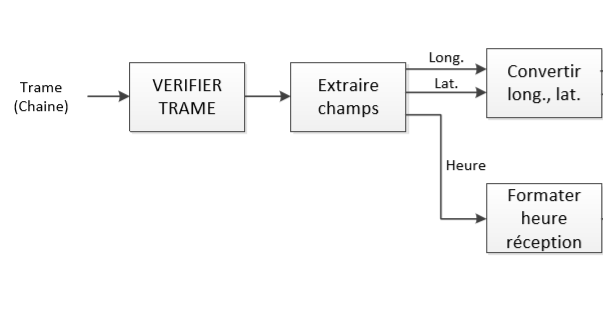 Trame
(Chaine)
VERIFIER
TRAME
Extraire
champs
Long.
Lat.
Convertir
long., lat.
Heure
Formater
heure
réception